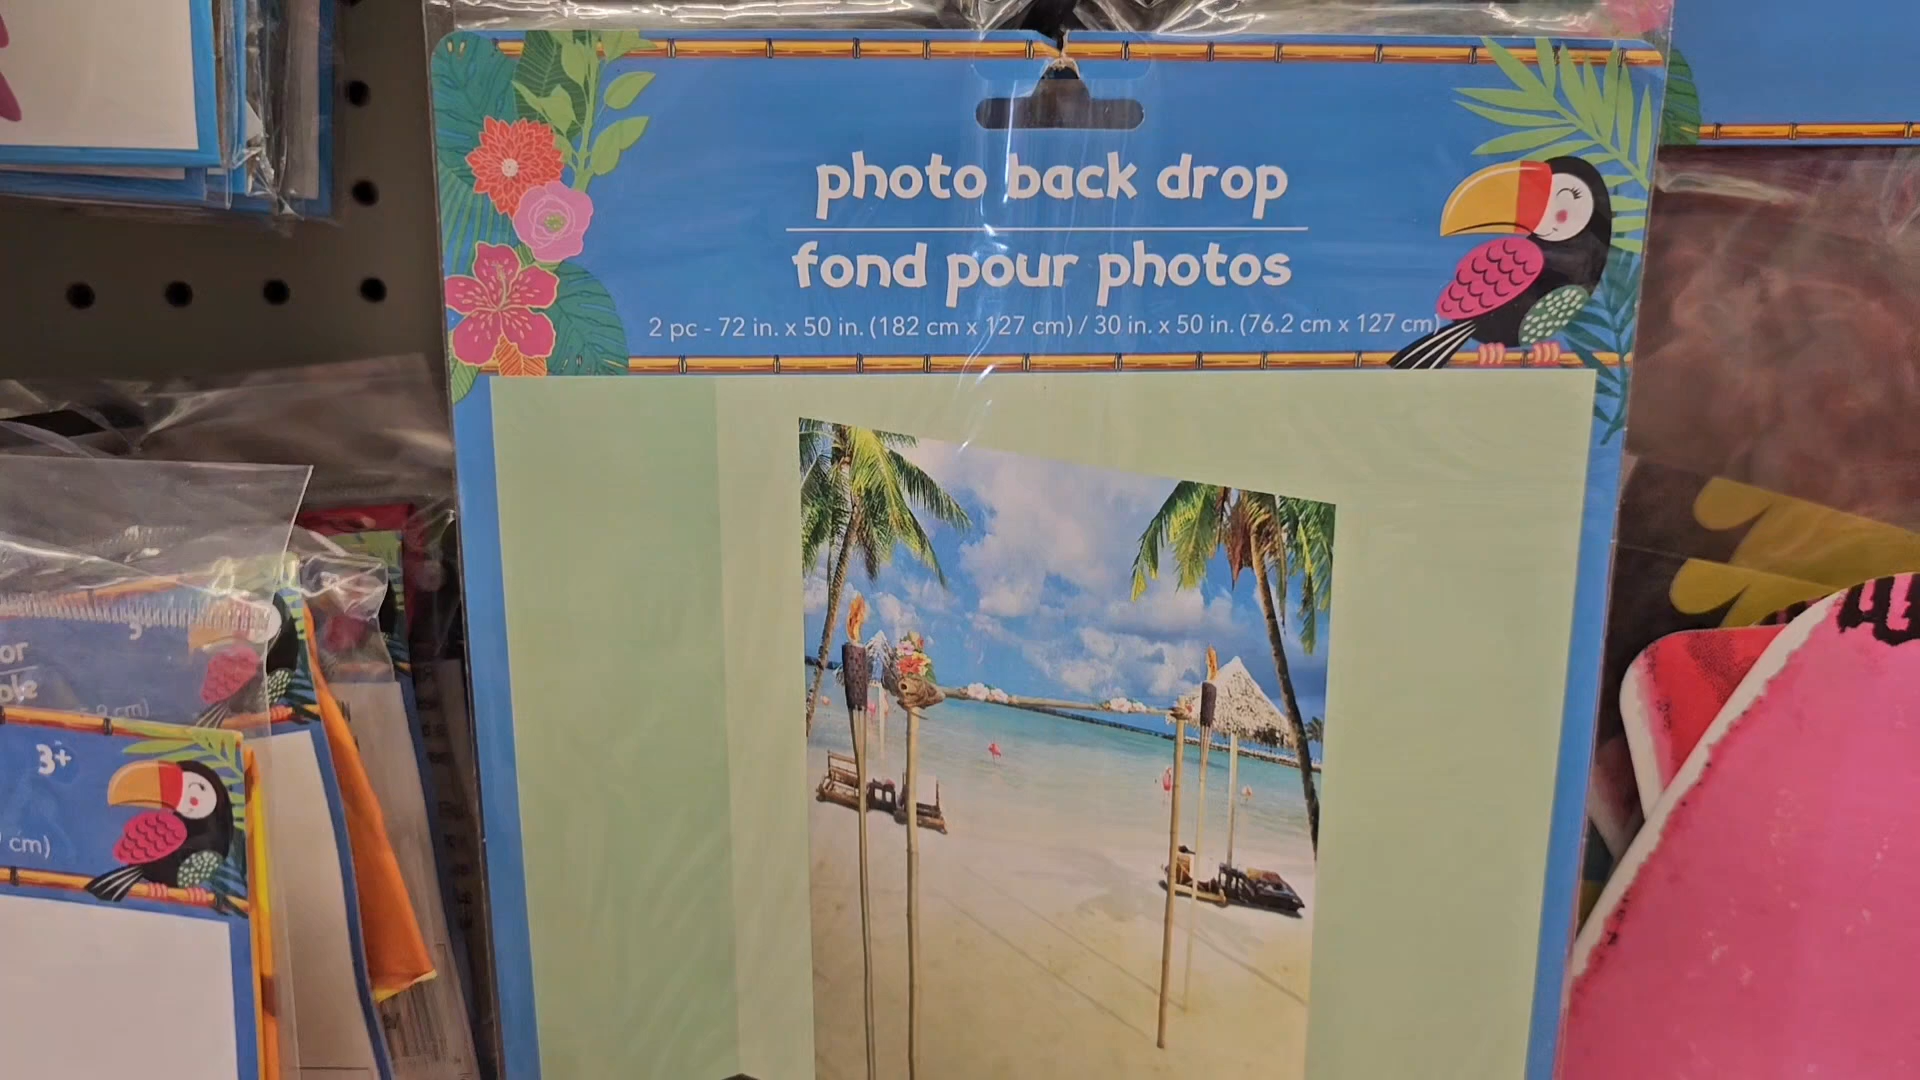 photo back drop
fond pour photos
2 pc - 72 in. x 50 in. (182 cm x 127 cm) / 30 in. x 50 in. (76.2 cm x 127 cm)
or
3+
cm)